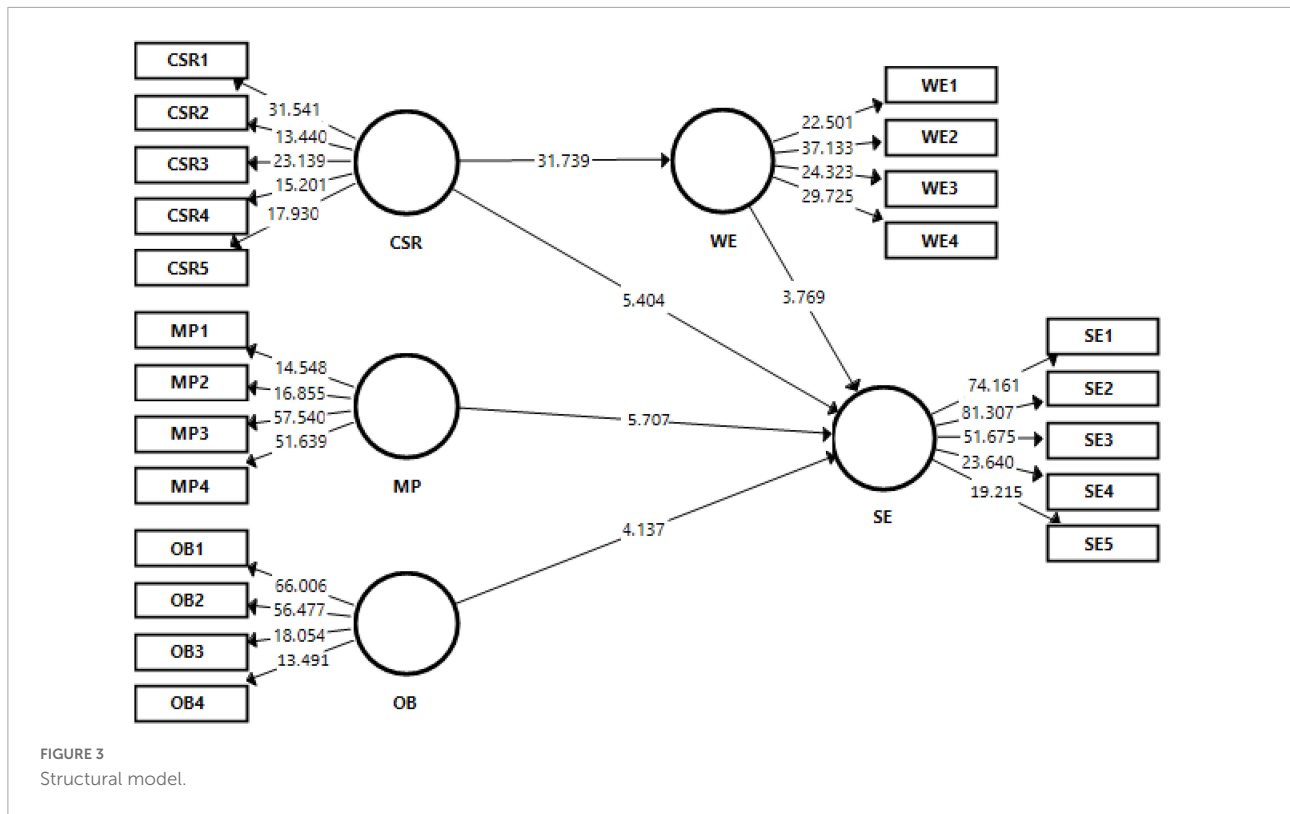 CSR1
CSR2
CSR3
CSR4
CSR5
31.541
13.440
23.139
15.201
17.930
CSR
31.739
WE
22.501
37.133
24.323
29.725
WE1
WE2
WE3
WE4
5.404
3.769
MP1
MP2
MP3
MP4
14.548
16.855
57.540
51.639
MP
5.707
SE
74.161
81.307
51.675
23.640
19.215
SE1
SE2
SE3
SE4
SE5
OB1
OB2
OB3
OB4
66.006
56.477
18.054
13.491
OB
4.137
FIGURE 3
Structural model.